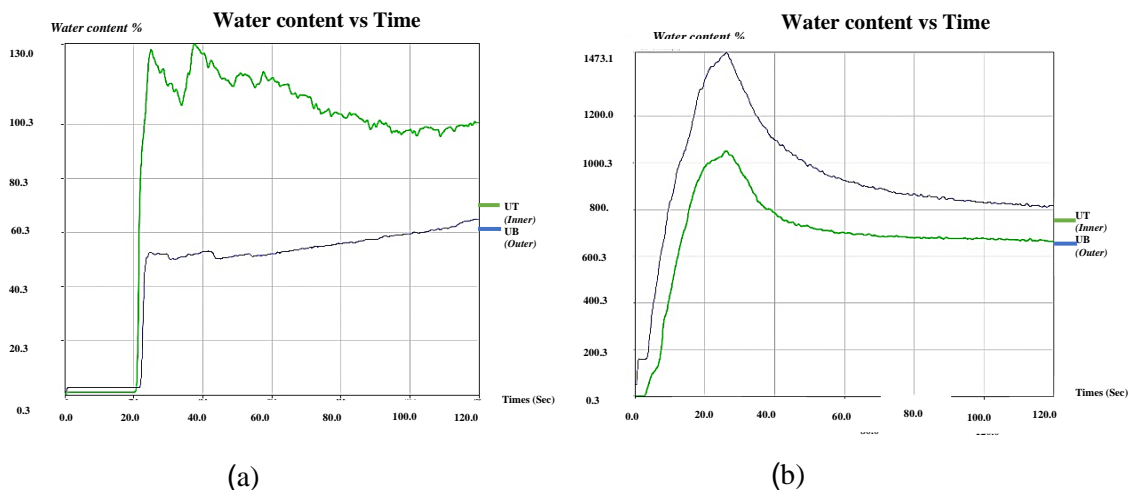 Water content vs Time
Water content %
130.0
100.3
80.3
60.3
40.3
20.3
0.3
0.0
20.0
40.0
60.0
80.0
100.0
120.0
Times (Sec)
UT
(Inner)
UB
(Outer)
(a)
Water content vs Time
Water content %
1473.1
1200.0
1000.3
800.
600.3
400.3
200.3
0.3
0.0
20.0
40.0
60.0
80.0
100.0
120.0
Times (Sec)
UT
(Inner)
UB
(Outer)
(b)